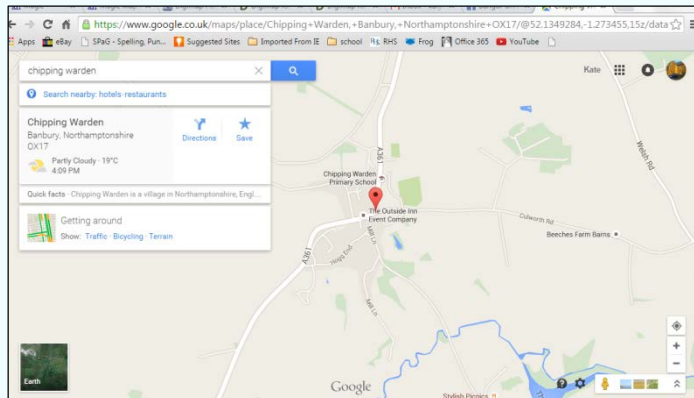 https://www.google.co.uk/maps/place/Chipping+Warden,+Banbury,+Northamptonshire+OX17/@52.1349284,-1.273455,15z/data
Apps eBay SPaG - Spelling, Pun... Suggested Sites Imported From IE school RHS Frog Office 365 YouTube
chipping warden
Kate
Search nearby: hotels · restaurants
Chipping Warden
Banbury, Northamptonshire
OX17
Directions Save
Partly Cloudy · 19°C
4:09 PM
Quick facts · Chipping Warden is a village in Northamptonshire, Engl...
Getting around
Show: Traffic · Bicycling · Terrain
A361
Welsh Rd
Chipping Warden
Primary School
The Outside Inn
Event Company
Culworth Rd
Beeches Farm Barns
A361
Hogg End
Mill Ln
Mill Ln
Earth
Google
Stylish Picnics